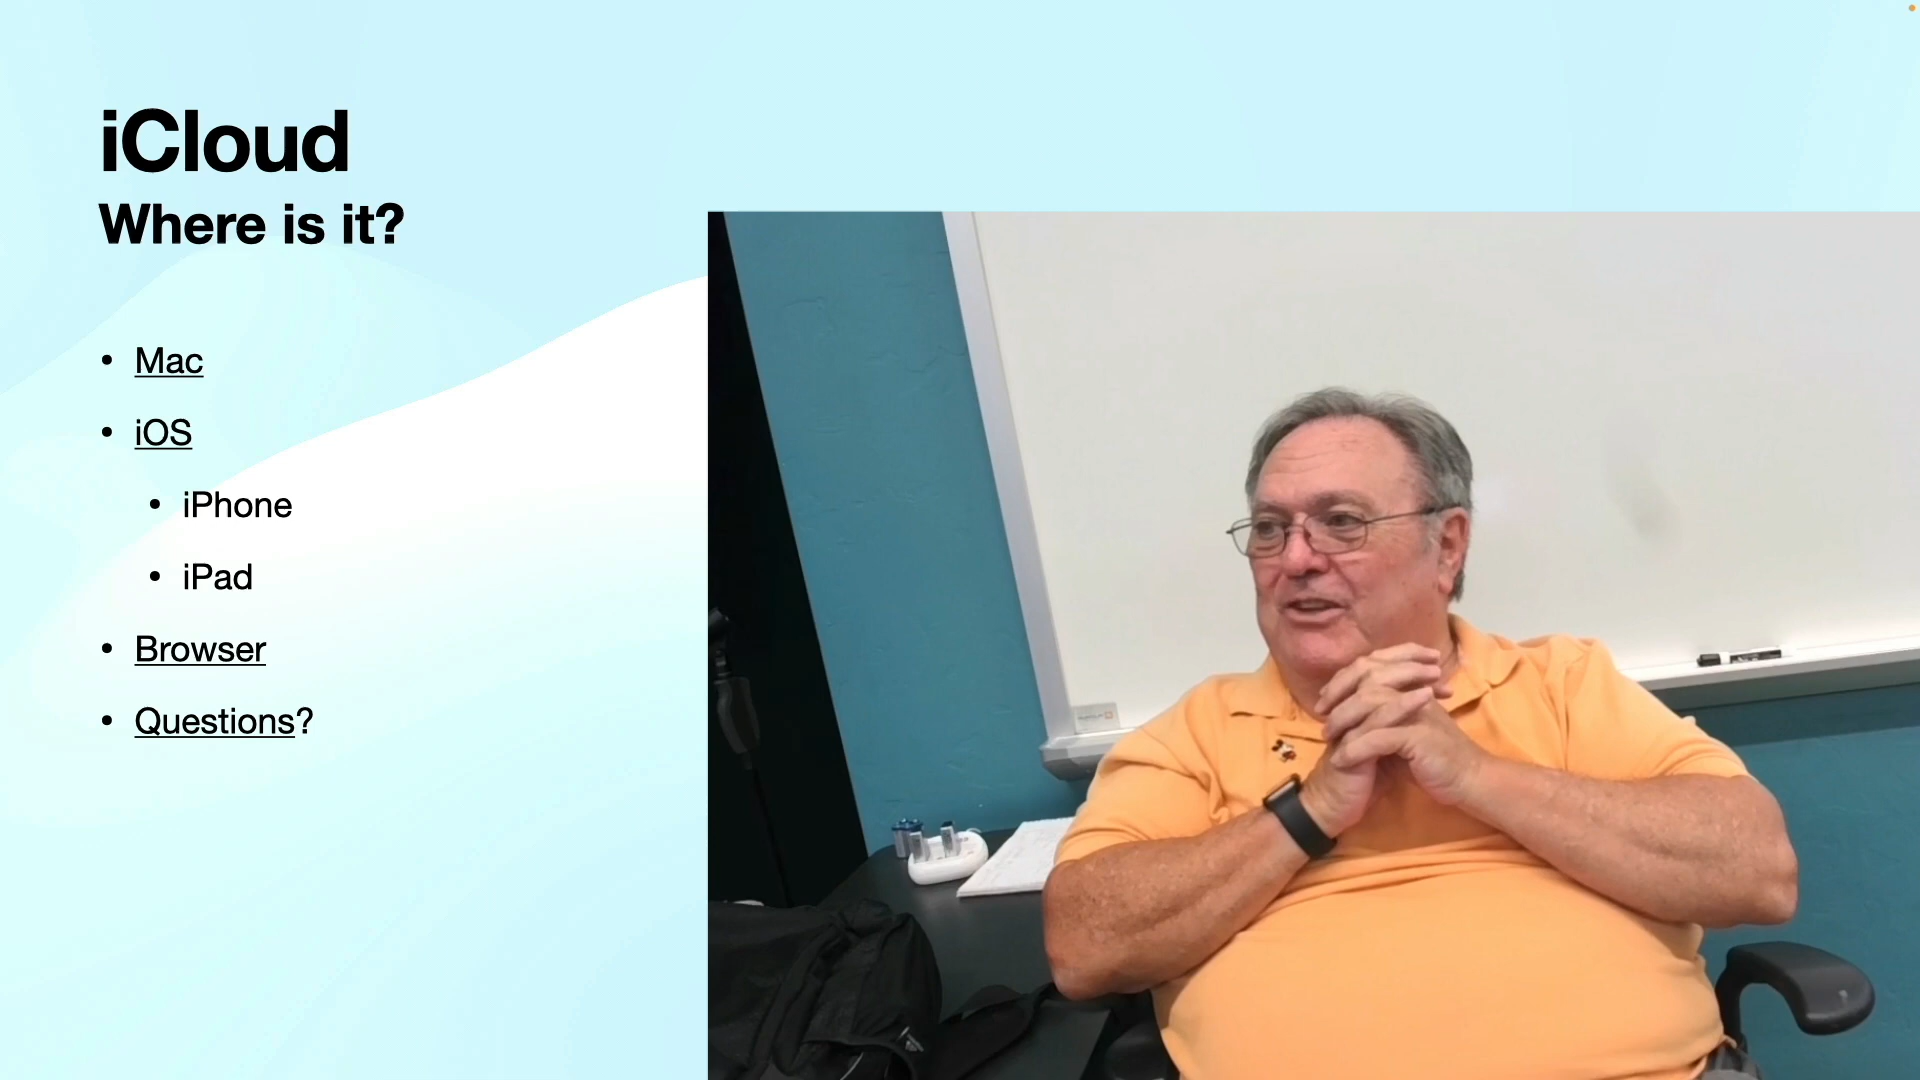 iCloud
Where is it?
• Mac
• iOS
• iPhone
• iPad
• Browser
• Questions?